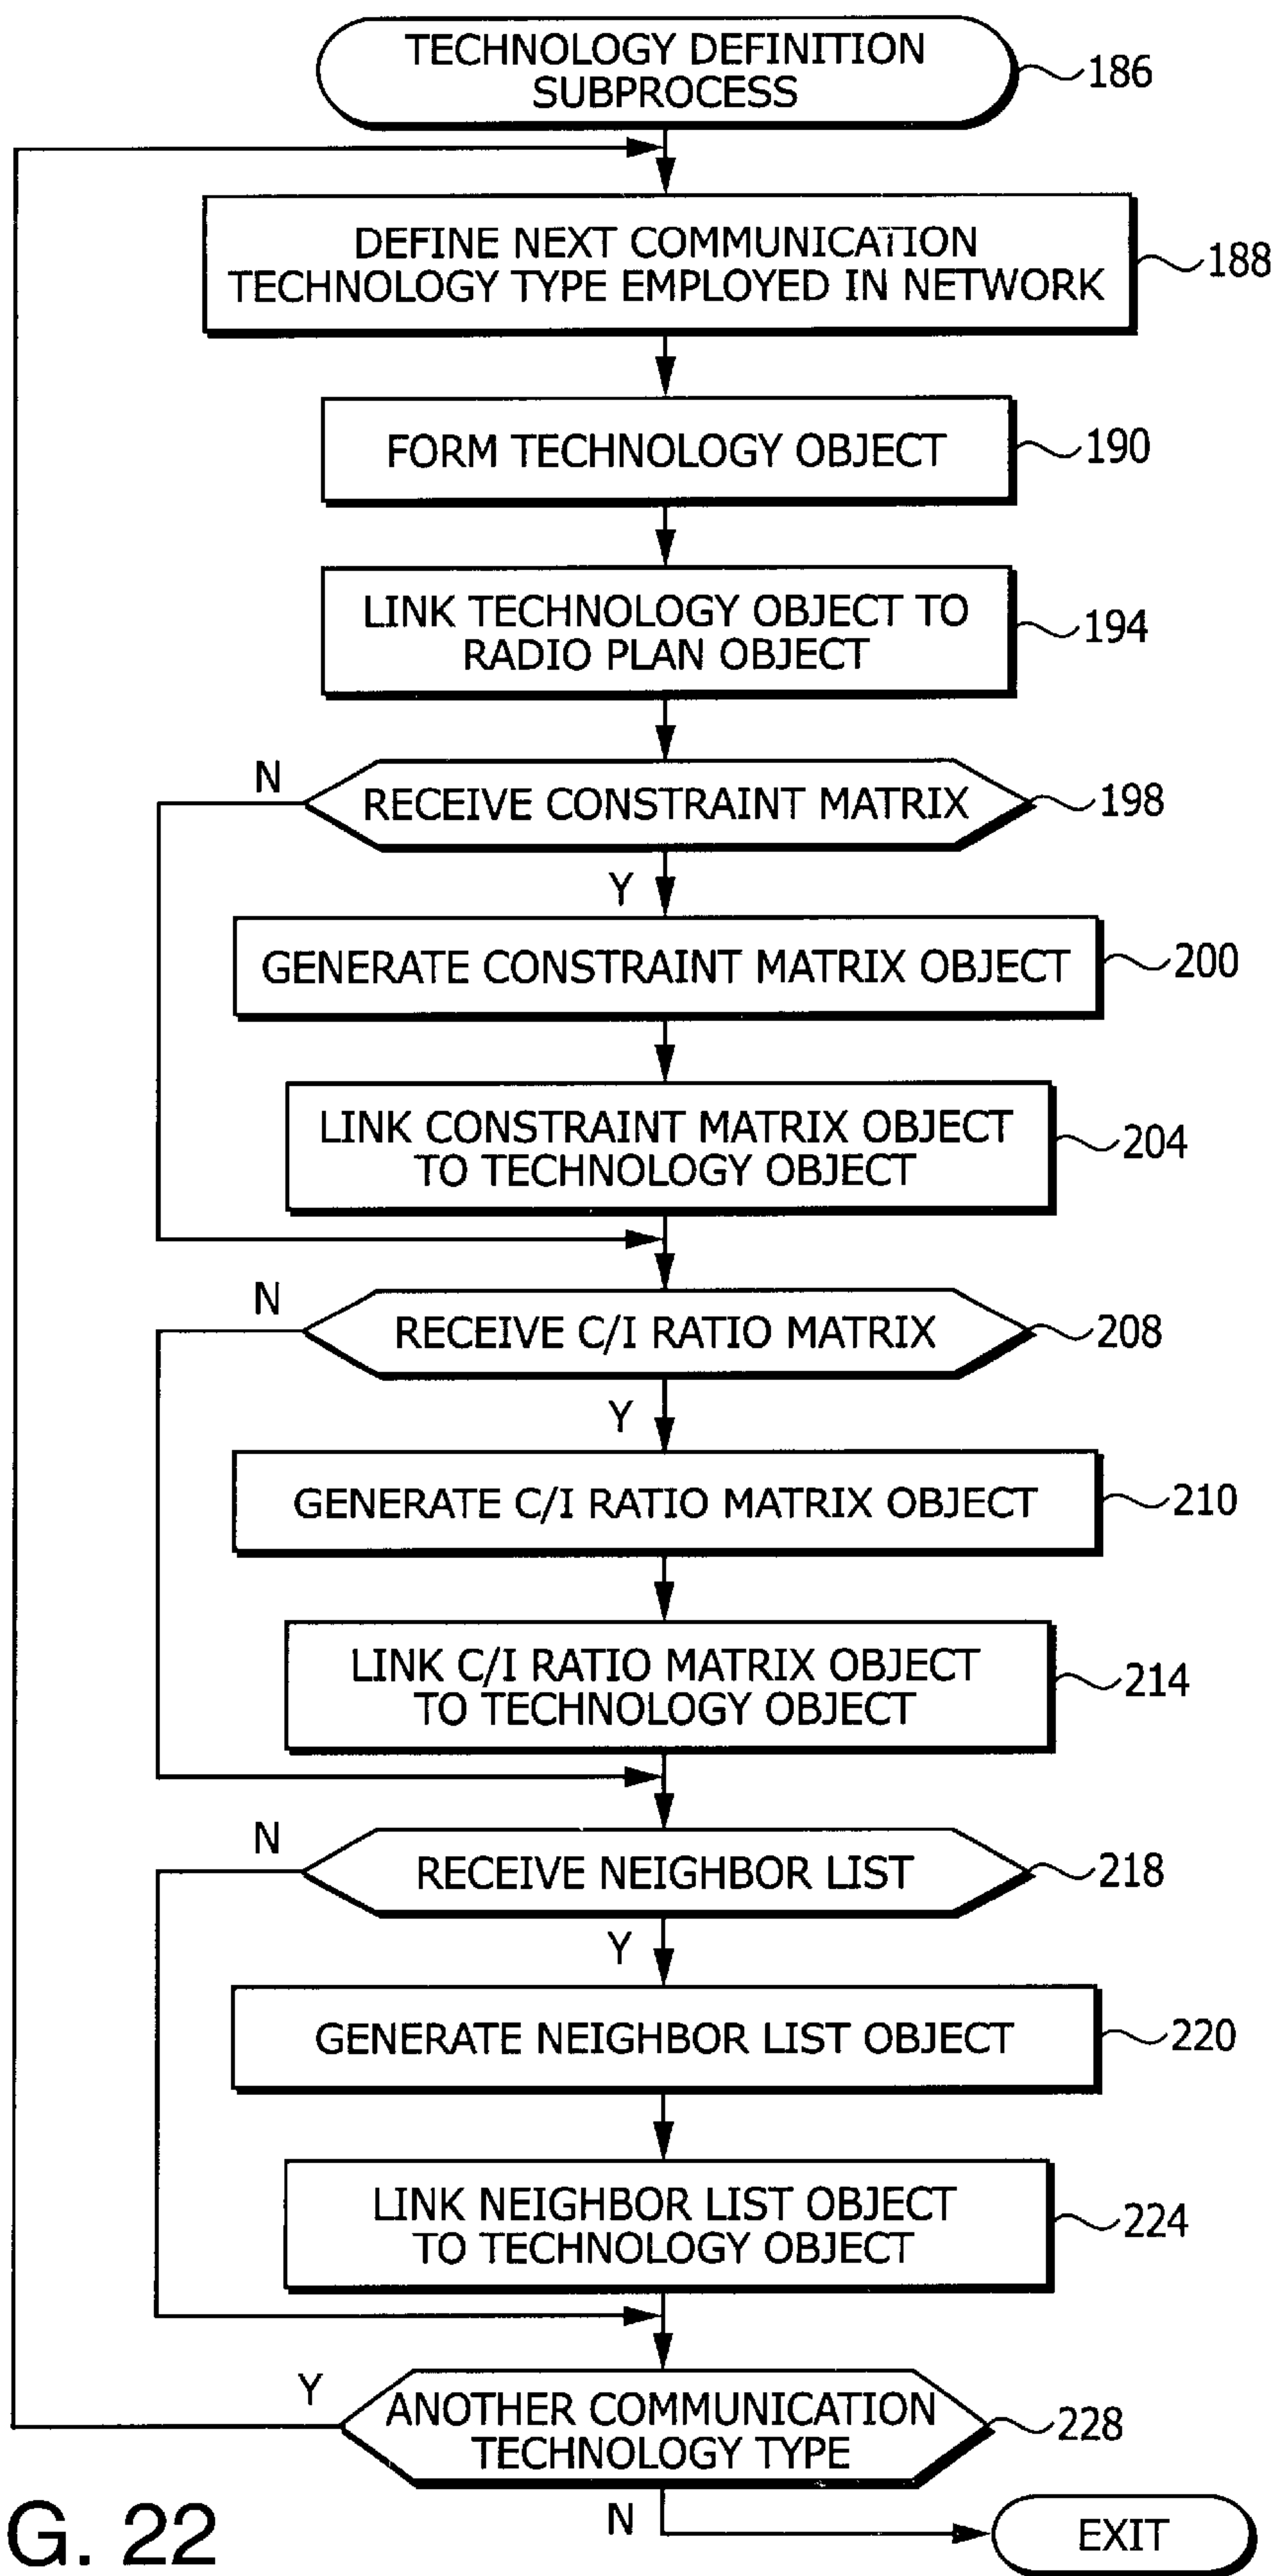 TECHNOLOGY DEFINITION
SUBPROCESS
186
DEFINE NEXT COMMUNICATION
TECHNOLOGY TYPE EMPLOYED IN NETWORK
188
FORM TECHNOLOGY OBJECT
190
LINK TECHNOLOGY OBJECT TO
RADIO PLAN OBJECT
194
N
RECEIVE CONSTRAINT MATRIX
198
Y
GENERATE CONSTRAINT MATRIX OBJECT
200
LINK CONSTRAINT MATRIX OBJECT
TO TECHNOLOGY OBJECT
204
N
RECEIVE C/I RATIO MATRIX
208
Y
GENERATE C/I RATIO MATRIX OBJECT
210
LINK C/I RATIO MATRIX OBJECT
TO TECHNOLOGY OBJECT
214
N
RECEIVE NEIGHBOR LIST
218
Y
GENERATE NEIGHBOR LIST OBJECT
220
LINK NEIGHBOR LIST OBJECT
TO TECHNOLOGY OBJECT
224
Y
ANOTHER COMMUNICATION
TECHNOLOGY TYPE
228
N
EXIT
G. 22